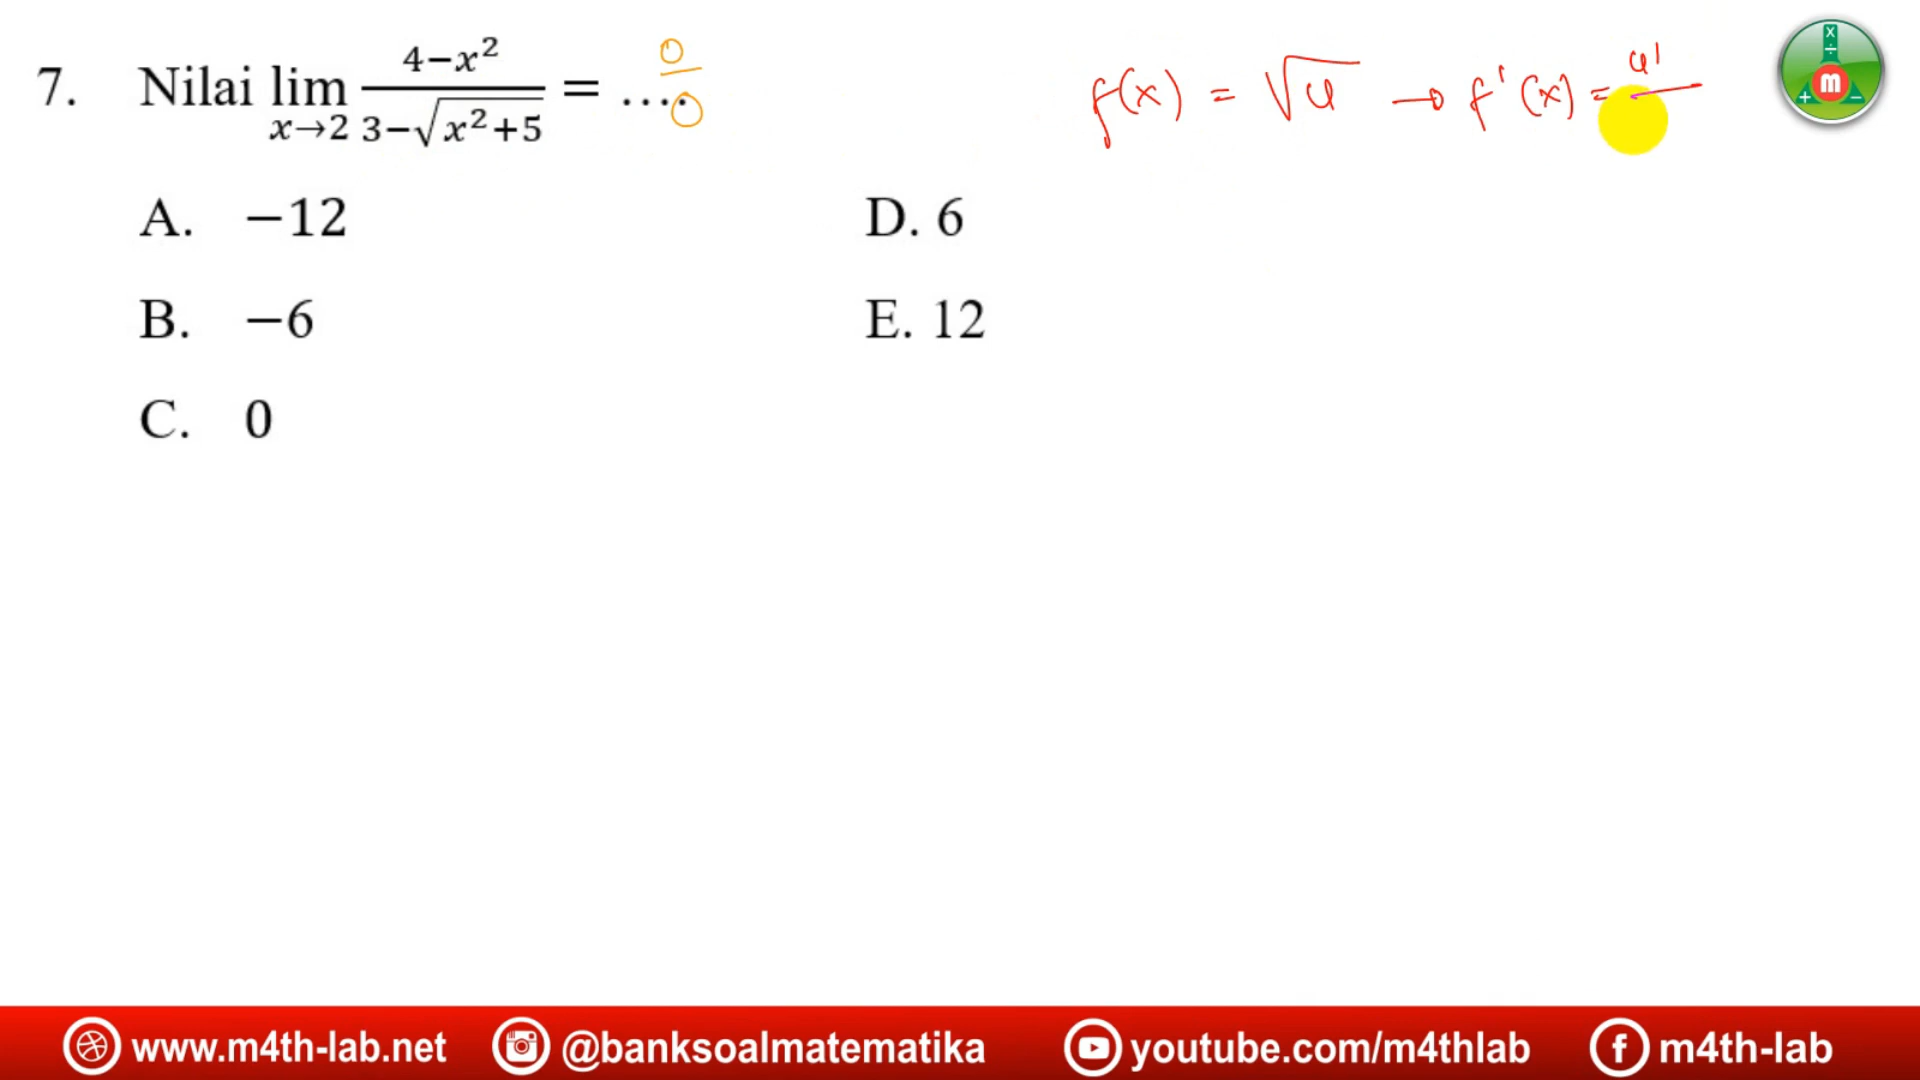 7. Nilai lim x→2 (4−x²)/(3−√(x²+5)) = .... 0/0
f(x) = √u → f'(x) = u'
A. −12
D. 6
B. −6
E. 12
C. 0
www.m4th-lab.net @banksoalmatematika youtube.com/m4thlab m4th-lab